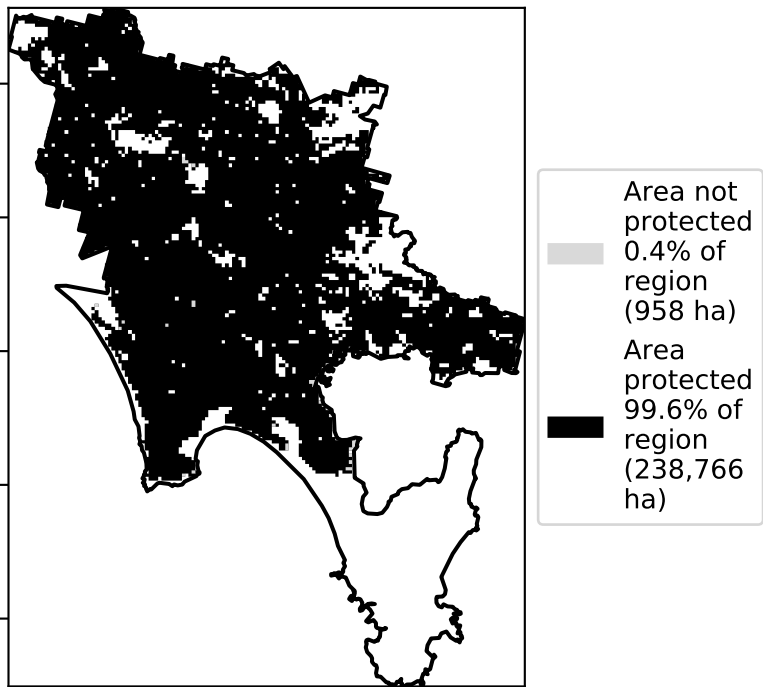 Area not
protected
0.4% of
region
(958 ha)
Area
protected
99.6% of
region
(238,766
ha)